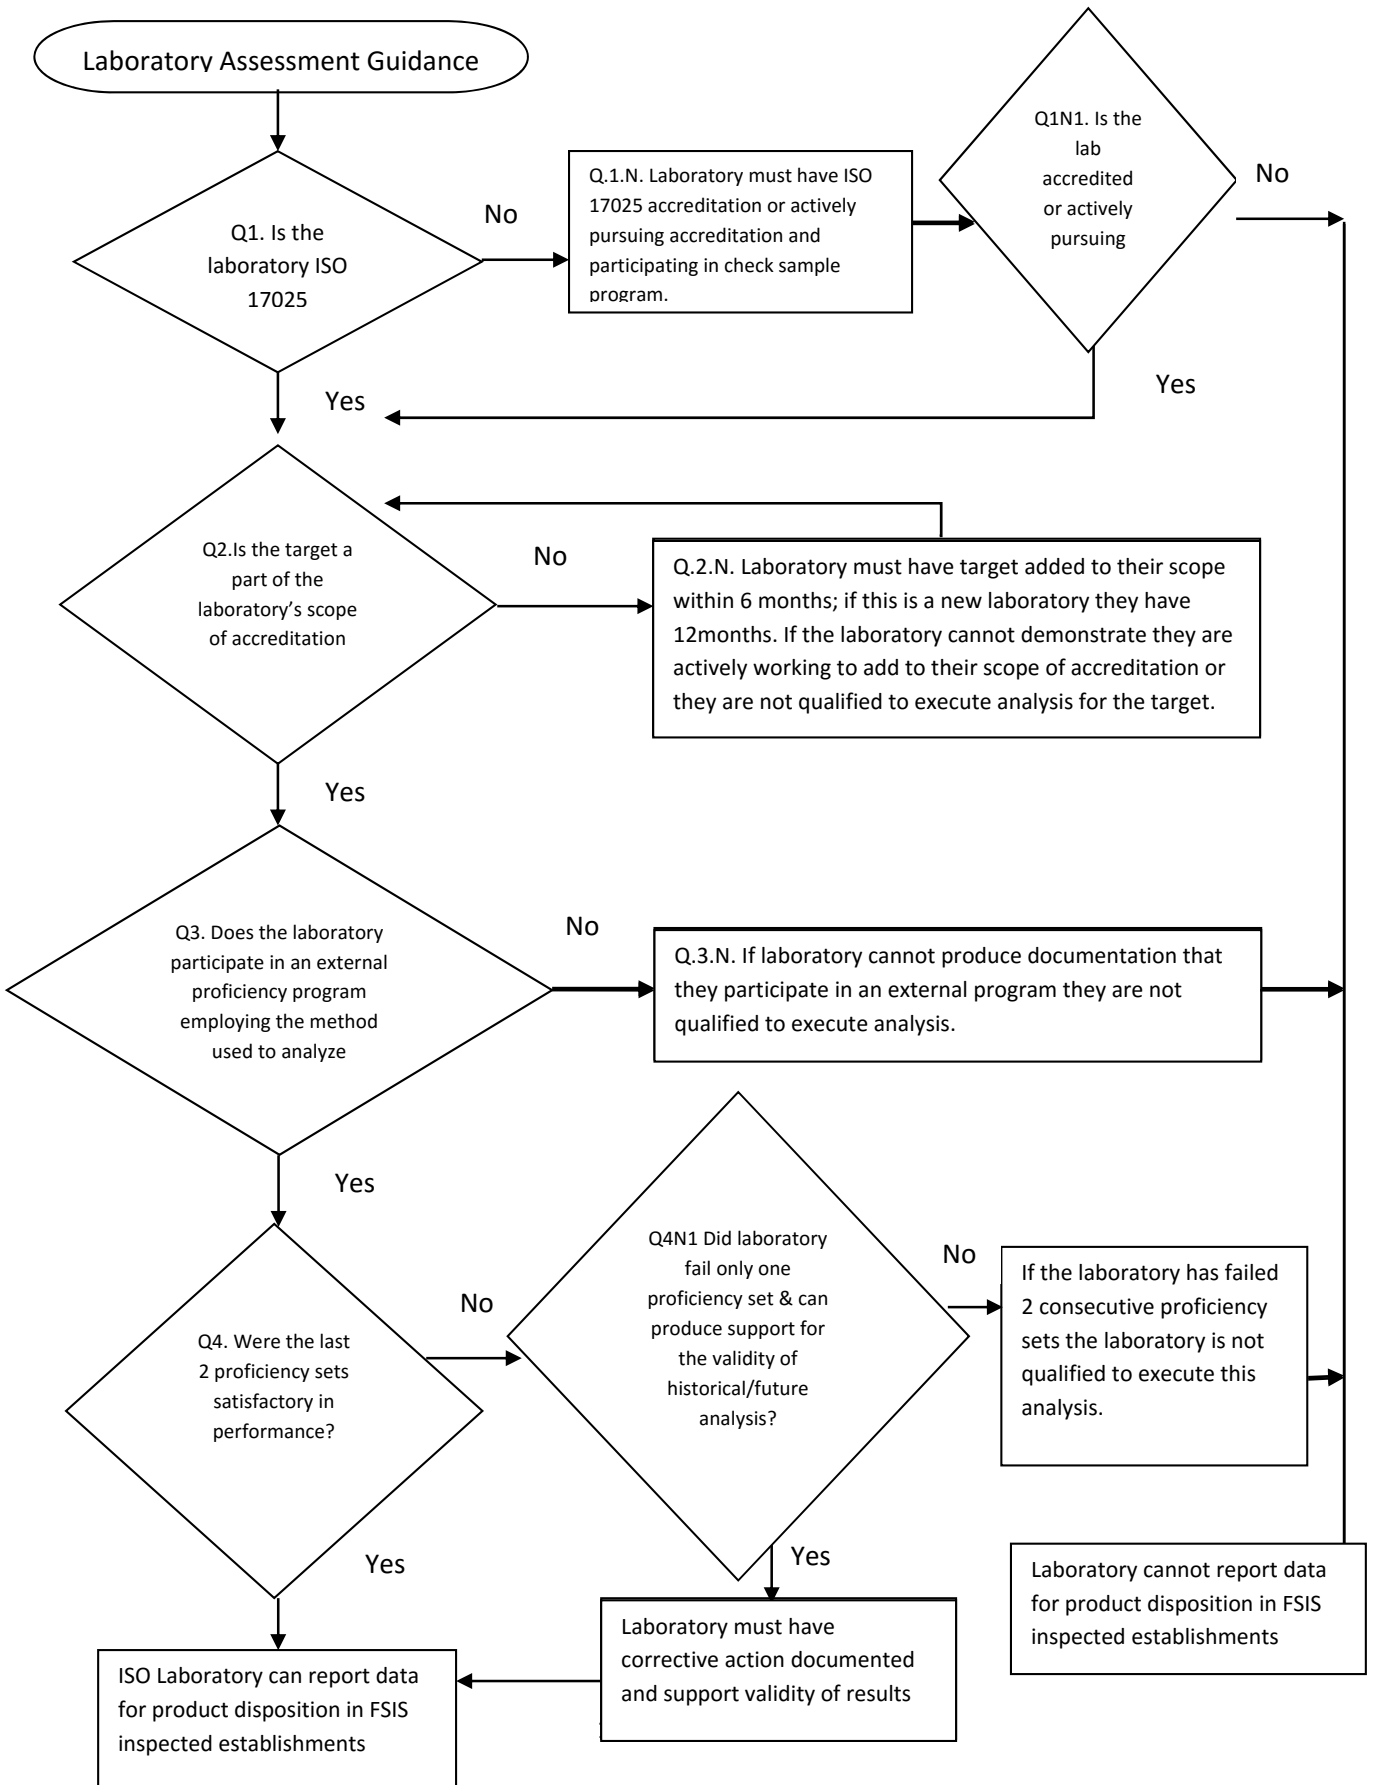 Laboratory Assessment Guidance
Q1. Is the
laboratory ISO
17025
No
Q.1.N. Laboratory must have ISO
17025 accreditation or actively
pursuing accreditation and
participating in check sample
program.
Q1N1. Is the
lab
accredited
or actively
pursuing
No
Yes
Yes
Q2.Is the target a
part of the
laboratory’s scope
of accreditation
No
Q.2.N. Laboratory must have target added to their scope
within 6 months; if this is a new laboratory they have
12months. If the laboratory cannot demonstrate they are
actively working to add to their scope of accreditation or
they are not qualified to execute analysis for the target.
Yes
Q3. Does the laboratory
participate in an external
proficiency program
employing the method
used to analyze
No
Q.3.N. If laboratory cannot produce documentation that
they participate in an external program they are not
qualified to execute analysis.
Yes
Q4. Were the last
2 proficiency sets
satisfactory in
performance?
No
Q4N1 Did laboratory
fail only one
proficiency set & can
produce support for
the validity of
historical/future
analysis?
No
If the laboratory has failed
2 consecutive proficiency
sets the laboratory is not
qualified to execute this
analysis.
Yes
Yes
Laboratory cannot report data
for product disposition in FSIS
inspected establishments
Laboratory must have
corrective action documented
and support validity of results
ISO Laboratory can report data
for product disposition in FSIS
inspected establishments